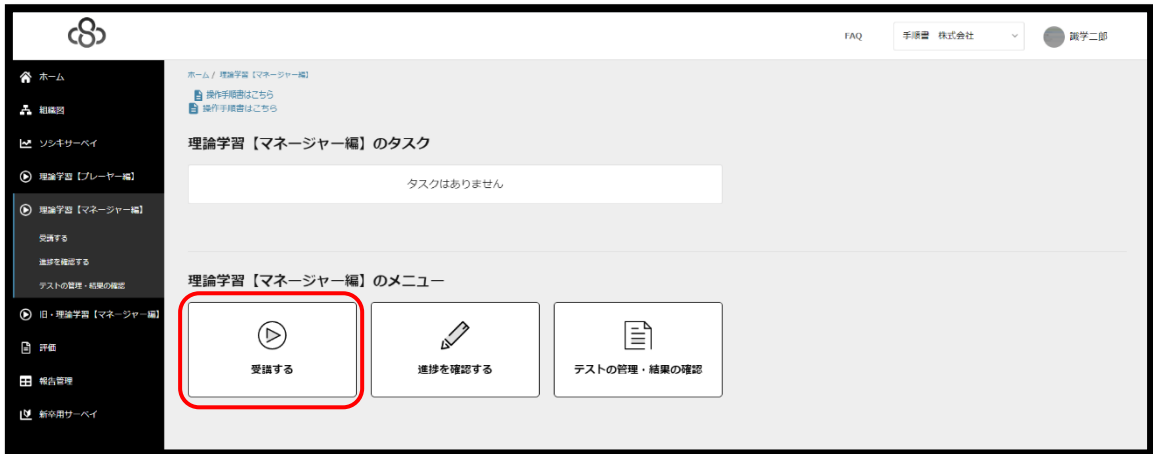 FAQ
手順書 株式会社
識学二郎
ホーム
組織図
ソシキサーベイ
理論学習【プレーヤー編】
理論学習【マネージャー編】
受講する
進捗を確認する
テストの管理・結果の確認
旧・理論学習【マネージャー編】
評価
報告管理
新卒用サーベイ
ホーム / 理論学習【マネージャー編】
操作手順書はこちら
操作手順書はこちら
理論学習【マネージャー編】のタスク
タスクはありません
理論学習【マネージャー編】のメニュー
受講する
進捗を確認する
テストの管理・結果の確認